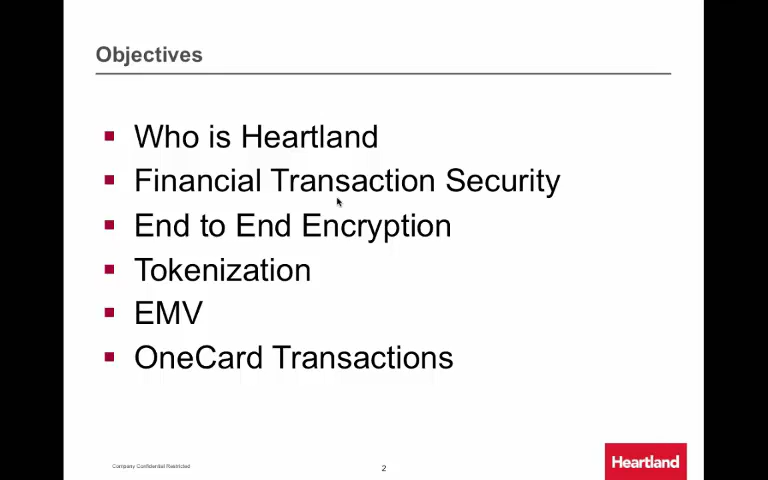 Objectives
Who is Heartland
Financial Transaction Security
End to End Encryption
Tokenization
EMV
OneCard Transactions
Company Confidential Restricted
2
Heartland